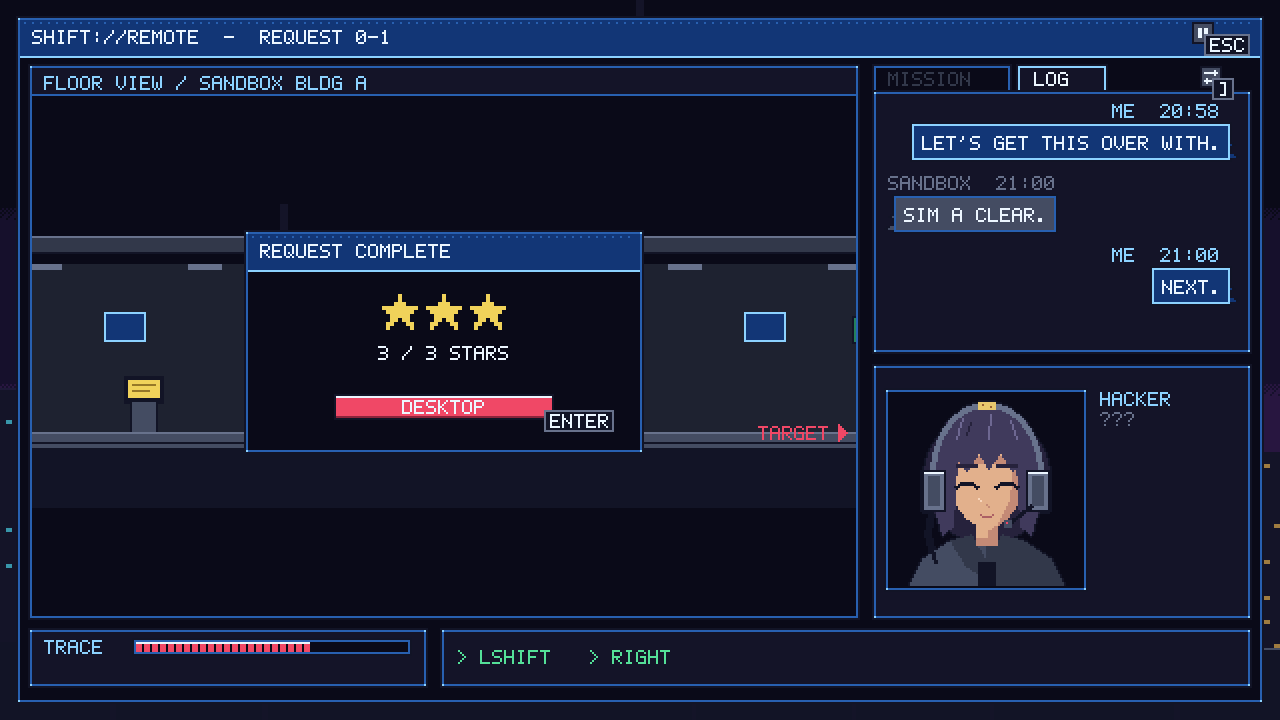 SHIFT://REMOTE  -  REQUEST 0-1
ESC
FLOOR VIEW / SANDBOX BLDG A
MISSION
LOG
]
ME  20:58
LET'S GET THIS OVER WITH.
SANDBOX  21:00
SIM A CLEAR.
ME  21:00
NEXT.
REQUEST COMPLETE
3 / 3 STARS
DESKTOP
ENTER
TARGET
HACKER
???
TRACE
> LSHIFT  > RIGHT